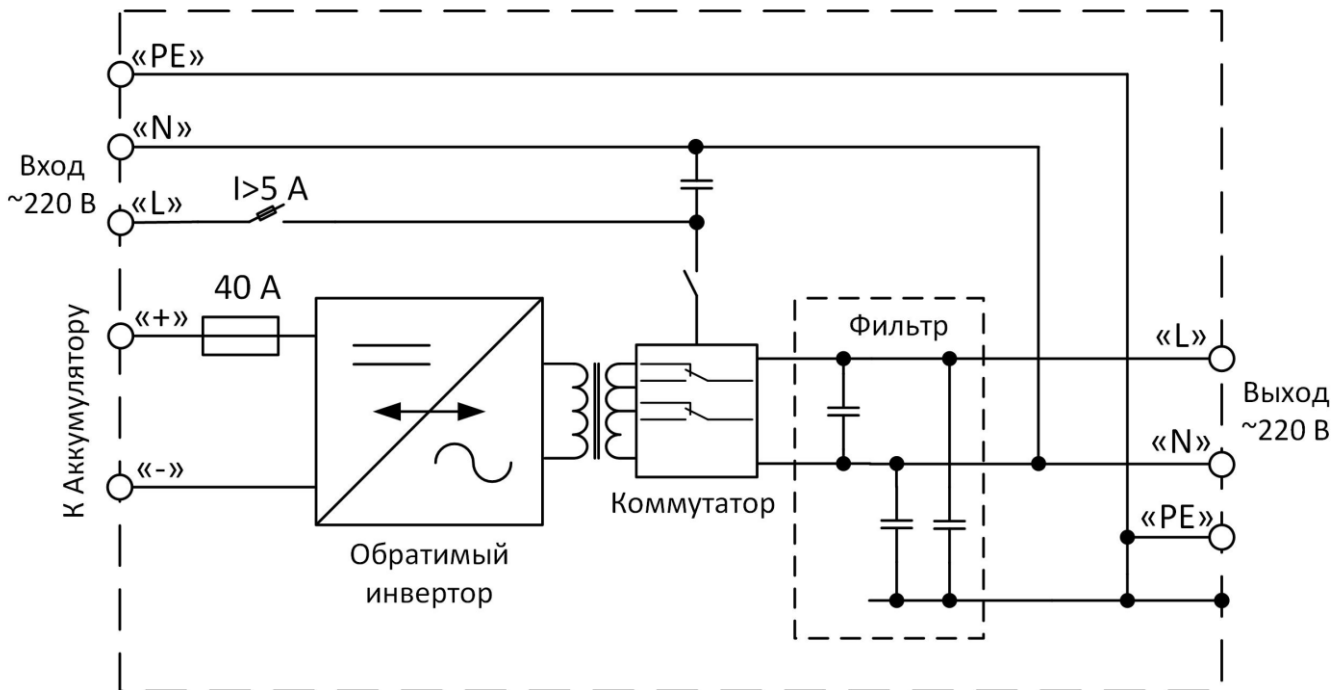 «PE»
«N»
Вход
~220 В
«L»
I>5 А
40 А
«+»
К Аккумулятору
«-»
Обратимый
инвертор
Коммутатор
Фильтр
«L»
Выход
~220 В
«N»
«PE»